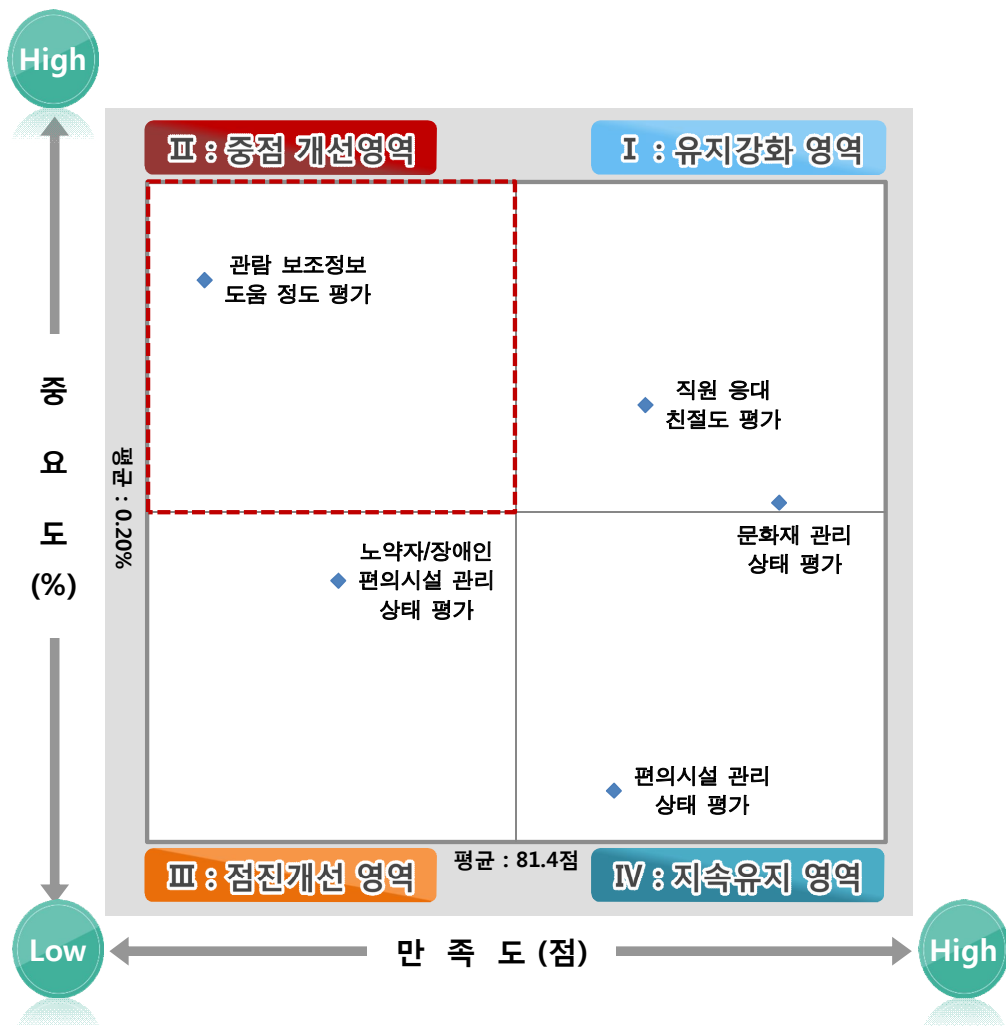 High
Ⅱ : 중점 개선영역
Ⅰ : 유지강화 영역
관람 보조정보
도움 정도 평가
직원 응대
친절도 평가
중
요
도
(%)
평균 : 0.20%
문화재 관리
상태 평가
노약자/장애인
편의시설 관리
상태 평가
편의시설 관리
상태 평가
평균 : 81.4점
Ⅲ : 점진개선 영역
Ⅳ : 지속유지 영역
Low
만 족 도 (점)
High